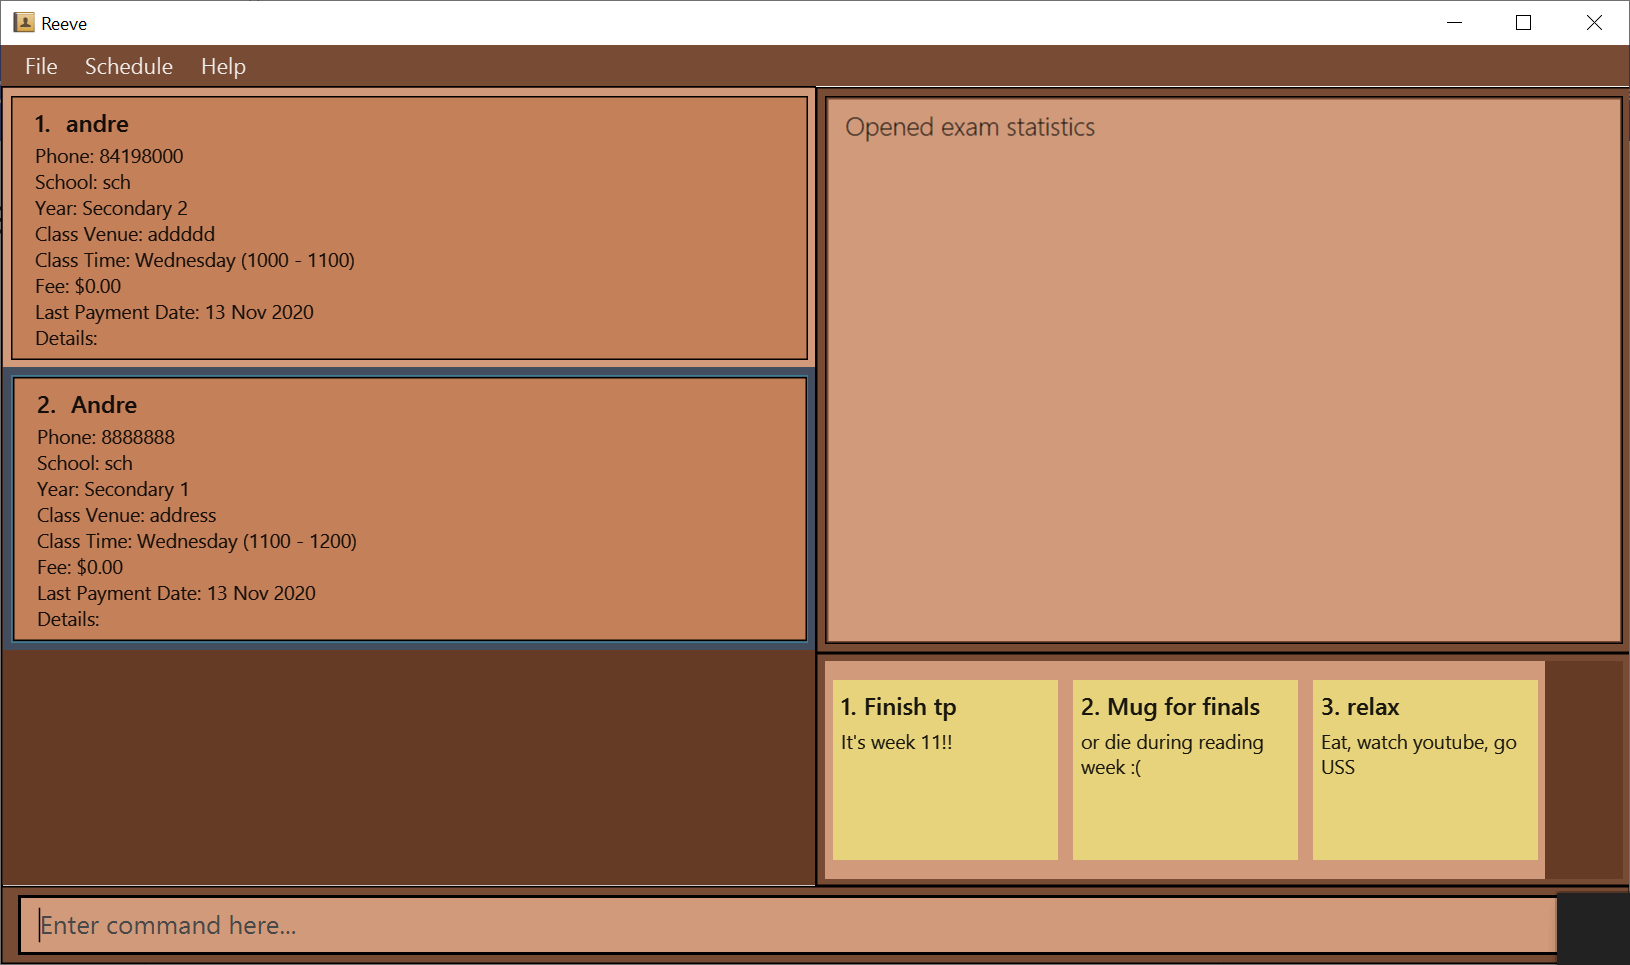 Reeve
File Schedule Help
1. andre
Phone: 84198000
School: sch
Year: Secondary 2
Class Venue: addddd
Class Time: Wednesday (1000 - 1100)
Fee: $0.00
Last Payment Date: 13 Nov 2020
Details:
2. Andre
Phone: 8888888
School: sch
Year: Secondary 1
Class Venue: address
Class Time: Wednesday (1100 - 1200)
Fee: $0.00
Last Payment Date: 13 Nov 2020
Details:
Opened exam statistics
1. Finish tp
It's week 11!!
2. Mug for finals
or die during reading
week :(
3. relax
Eat, watch youtube, go
USS
Enter command here...